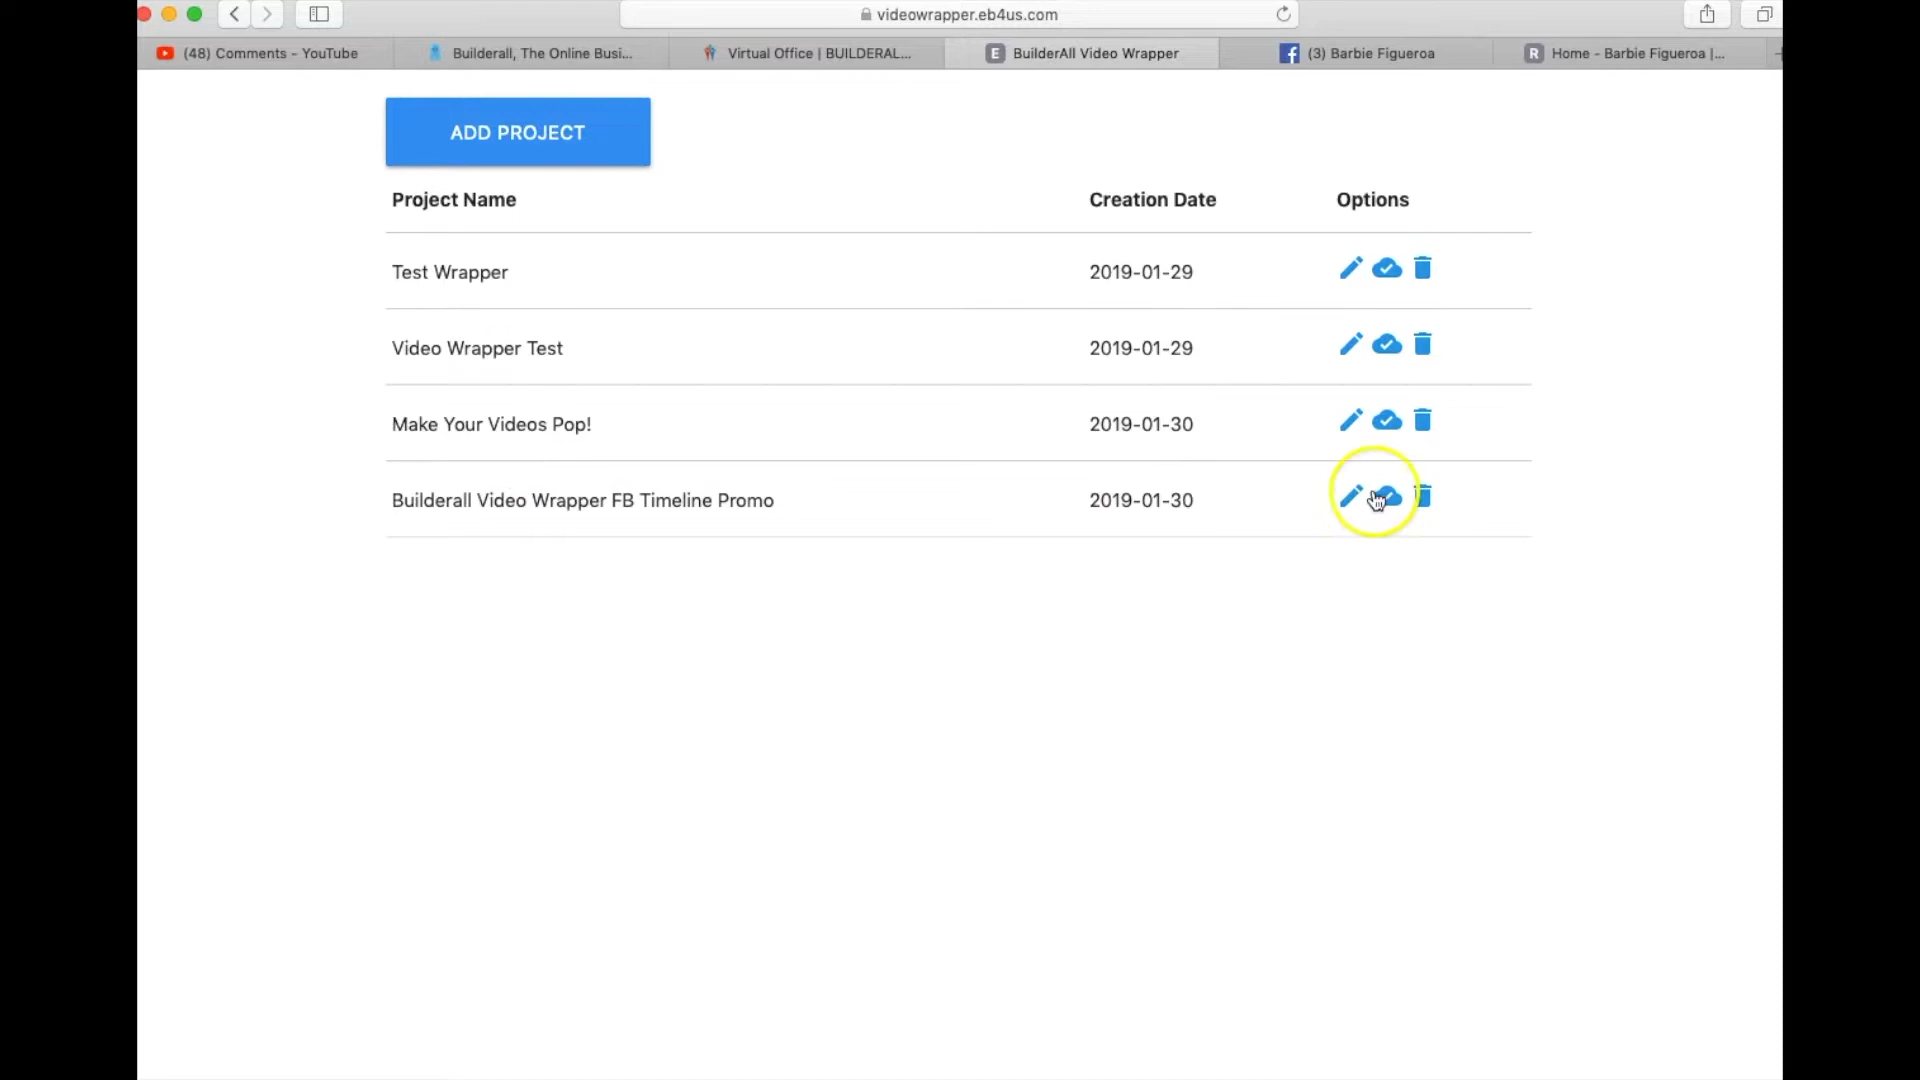 videowrapper.eb4us.com
(48) Comments - YouTube
Builderall, The Online Busi...
Virtual Office | BUILDERAL...
E BuilderAll Video Wrapper
(3) Barbie Figueroa
R Home - Barbie Figueroa |...
ADD PROJECT
Project Name Creation Date Options
Test Wrapper 2019-01-29
Video Wrapper Test 2019-01-29
Make Your Videos Pop! 2019-01-30
Builderall Video Wrapper FB Timeline Promo 2019-01-30